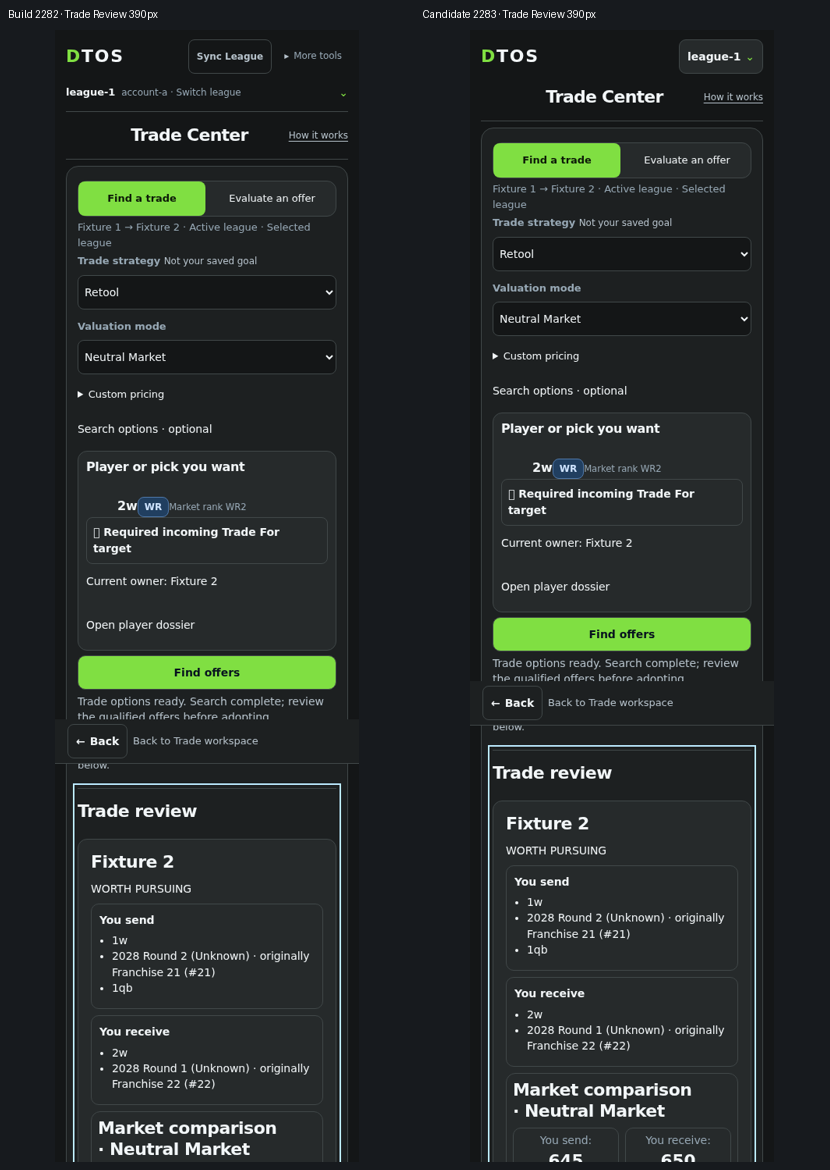 Build 2282 · Trade Review 390px
DTOS
Sync League
▸ More tools
league-1 account-a · Switch league
Trade Center
How it works
Find a trade
Evaluate an offer
Fixture 1 → Fixture 2 · Active league · Selected
league
Trade strategy Not your saved goal
Retool
Valuation mode
Neutral Market
▶ Custom pricing
Search options · optional
Player or pick you want
2w WR Market rank WR2
Required incoming Trade For
target
Current owner: Fixture 2
Open player dossier
Find offers
Trade options ready. Search complete; review
the qualified offers before adopting
← Back
Back to Trade workspace
below.
Trade review
Fixture 2
WORTH PURSUING
You send
• 1w
• 2028 Round 2 (Unknown) · originally
Franchise 21 (#21)
• 1qb
You receive
• 2w
• 2028 Round 1 (Unknown) · originally
Franchise 22 (#22)
Market comparison
· Neutral Market
Candidate 2283 · Trade Review 390px
DTOS
league-1
Trade Center
How it works
Find a trade
Evaluate an offer
Fixture 1 → Fixture 2 · Active league · Selected
league
Trade strategy Not your saved goal
Retool
Valuation mode
Neutral Market
▶ Custom pricing
Search options · optional
Player or pick you want
2w WR Market rank WR2
Required incoming Trade For
target
Current owner: Fixture 2
Open player dossier
Find offers
Trade options ready. Search complete; review
the qualified offers before adopting
← Back
Back to Trade workspace
below.
Trade review
Fixture 2
WORTH PURSUING
You send
• 1w
• 2028 Round 2 (Unknown) · originally
Franchise 21 (#21)
• 1qb
You receive
• 2w
• 2028 Round 1 (Unknown) · originally
Franchise 22 (#22)
Market comparison
· Neutral Market
You send:
645
You receive:
650